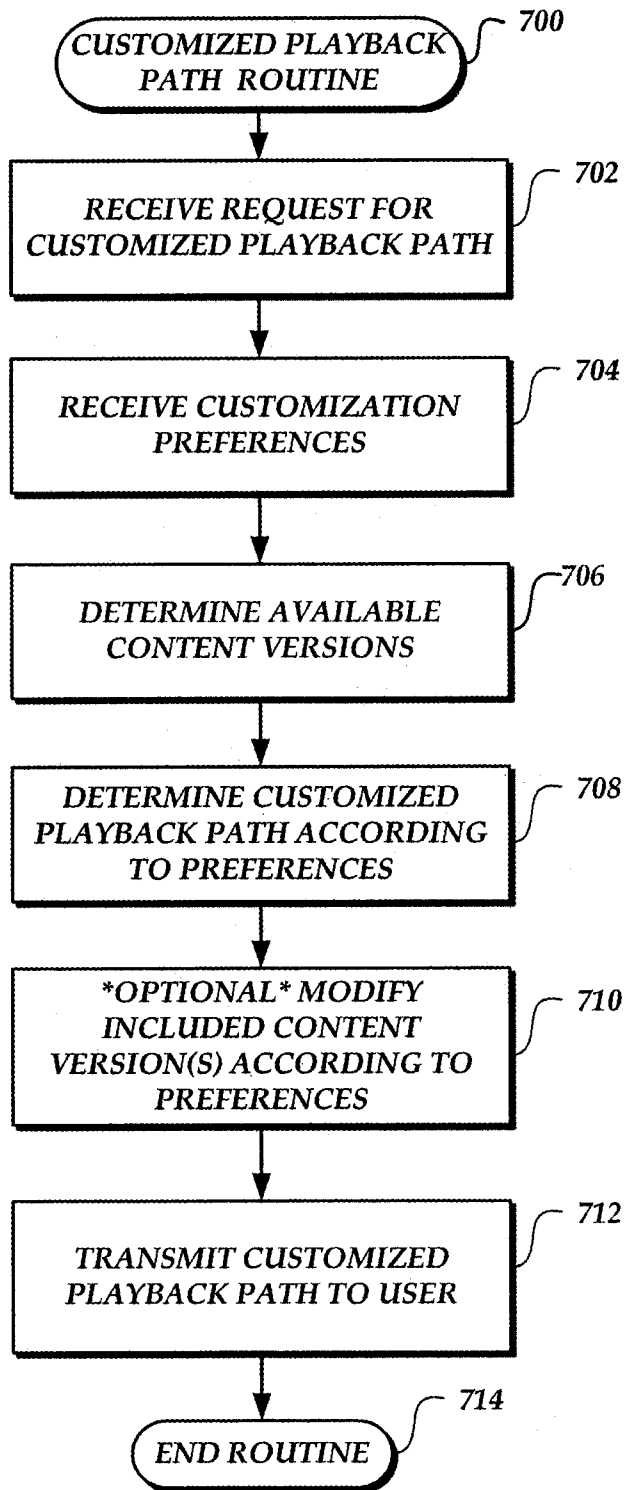 CUSTOMIZED PLAYBACK
PATH ROUTINE
700
RECEIVE REQUEST FOR
CUSTOMIZED PLAYBACK PATH
702
RECEIVE CUSTOMIZATION
PREFERENCES
704
DETERMINE AVAILABLE
CONTENT VERSIONS
706
DETERMINE CUSTOMIZED
PLAYBACK PATH ACCORDING
TO PREFERENCES
708
*OPTIONAL* MODIFY
INCLUDED CONTENT
VERSION(S) ACCORDING TO
PREFERENCES
710
TRANSMIT CUSTOMIZED
PLAYBACK PATH TO USER
712
END ROUTINE
714